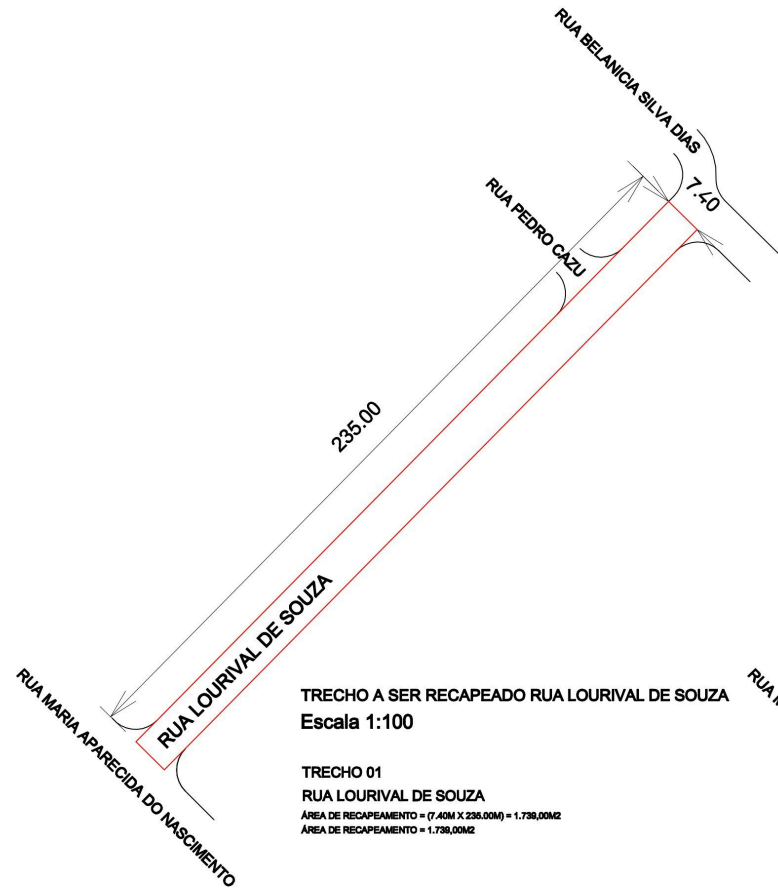 RUA BELANICIA SILVA DIAS
7.40
RUA PEDRO CAZU
235.00
RUA LOURIVAL DE SOUZA
RUA MARIA APARECIDA DO NASCIMENTO
TRECHO A SER RECAPEADO RUA LOURIVAL DE SOUZA
Escala 1:100
TRECHO 01
RUA LOURIVAL DE SOUZA
ÁREA DE RECAPEAMENTO = (7.40M X 235.00M) = 1.739,00M2
ÁREA DE RECAPEAMENTO = 1.739,00M2
RUA